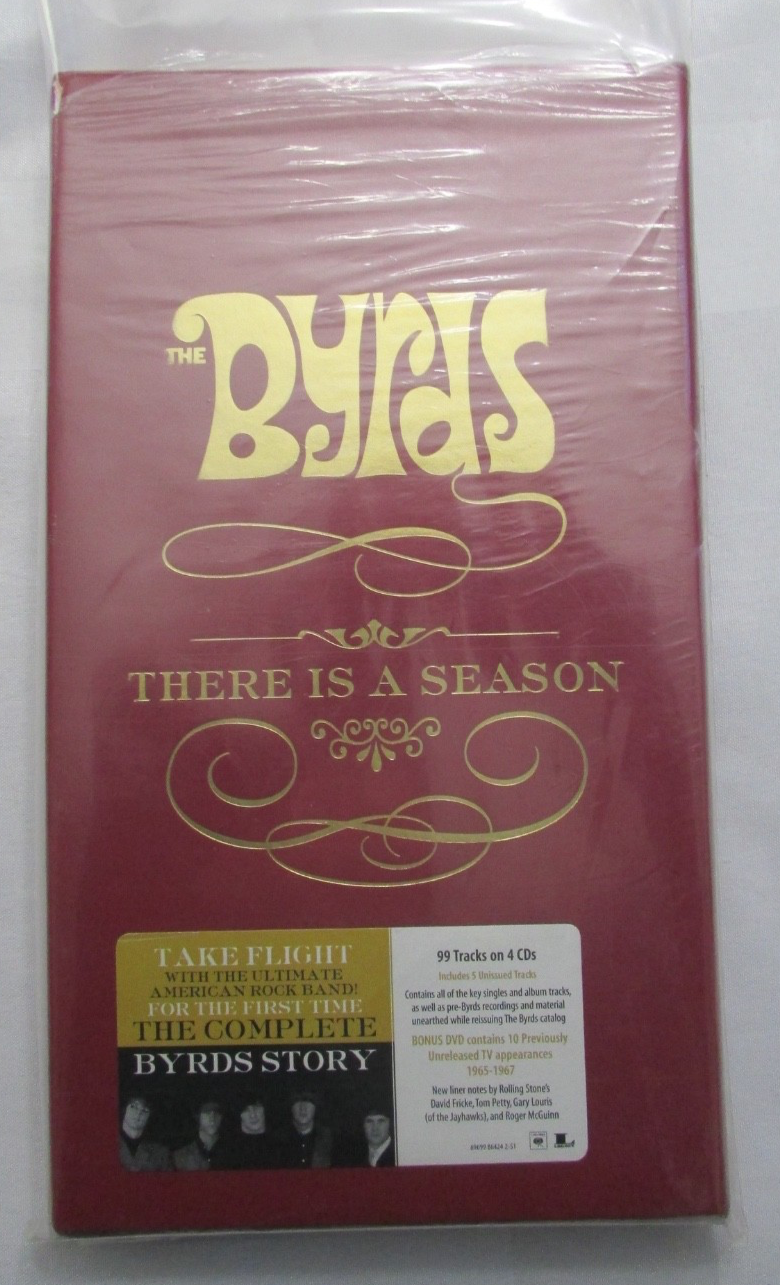 THE Byrds
THERE IS A SEASON
TAKE FLIGHT
WITH THE ULTIMATE
AMERICAN ROCK BAND!
FOR THE FIRST TIME
THE COMPLETE
BYRDS STORY
99 Tracks on 4 CDs
Includes 5 Unissued Tracks
Contains all of the key singles and album tracks,
as well as pre-Byrds recordings and material
unearthed while reissuing The Byrds catalog
BONUS DVD contains 10 Previously
Unreleased TV appearances
1965-1967
New liner notes by Rolling Stone's
David Fricke, Tom Petty, Gary Louris
(of the Jayhawks), and Roger McGuinn